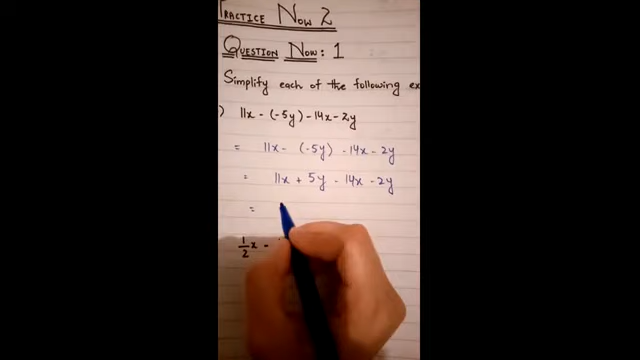 PRACTICE NOW 2
QUESTION NOW: 1
Simplify each of the following
) 11x - (-5y) - 14x - 2y
= 11x - (-5y) - 14x - 2y
= 11x + 5y - 14x - 2y
=
1/2 x -